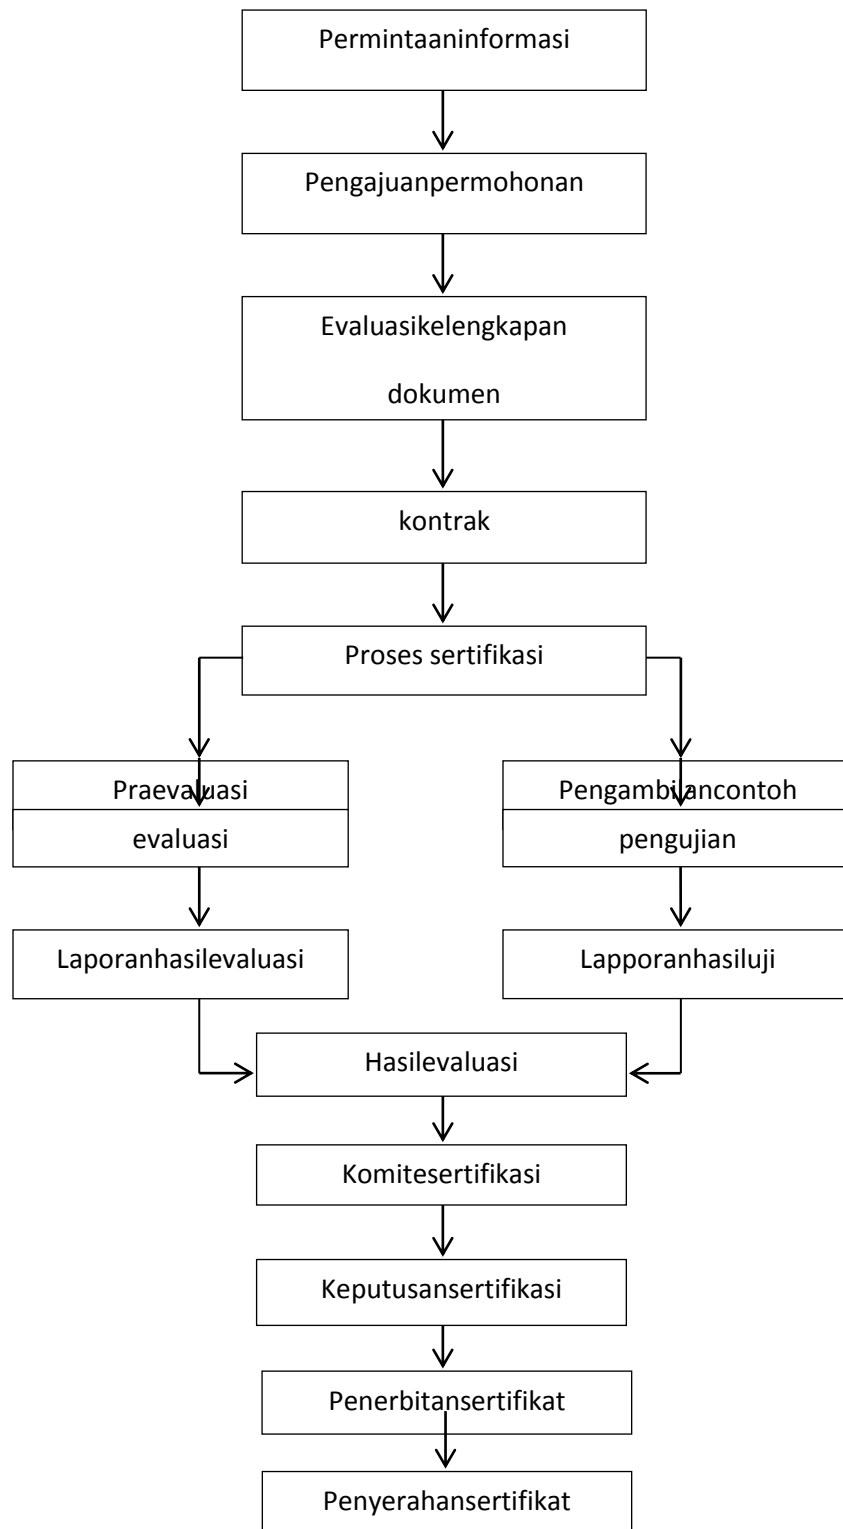 Permintaaninformasi
Pengajuanpermohonan
Evaluasikelengkapan
dokumen
kontrak
Proses sertifikasi
Praevaluasi
Pengambilancontoh
evaluasi
pengujian
Laporanhasilevaluasi
Lapporanhasiluji
Hasilevaluasi
Komitesertifikasi
Keputusansertifikasi
Penerbitansertifikat
Penyerahansertifikat